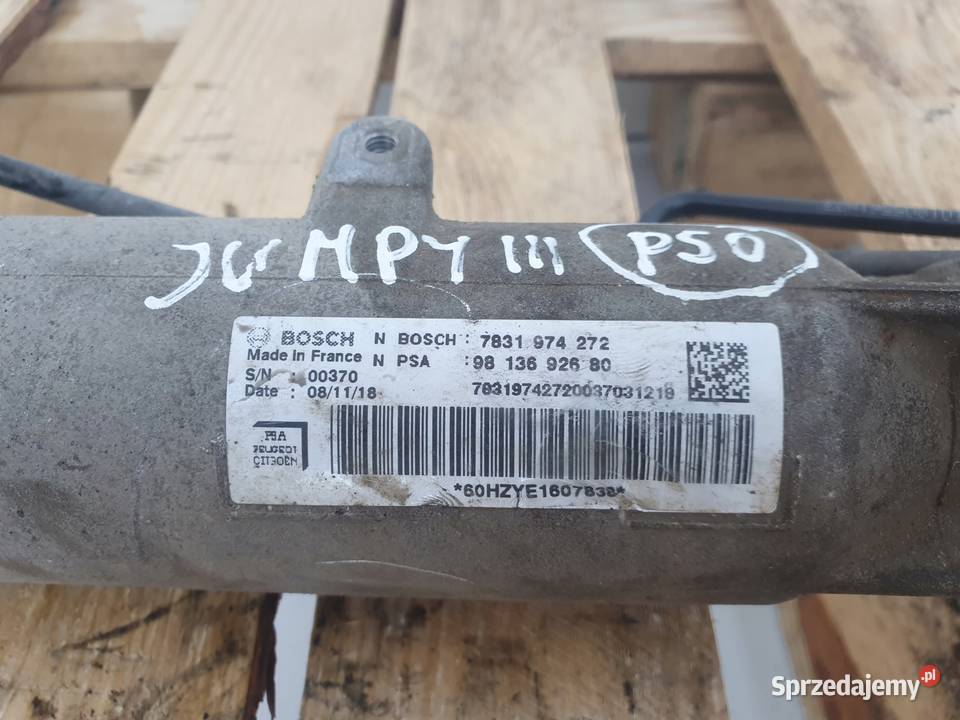 JUMPY III P50
BOSCH N BOSCH : 7831 974 272
Made in France N PSA : 98 136 926 80
S/N : 00370
Date : 08/11/18 78319742720037031218
PSA
PEUGEOT
CITROËN
*60HZYE1607838*
Sprzedajemy.pl